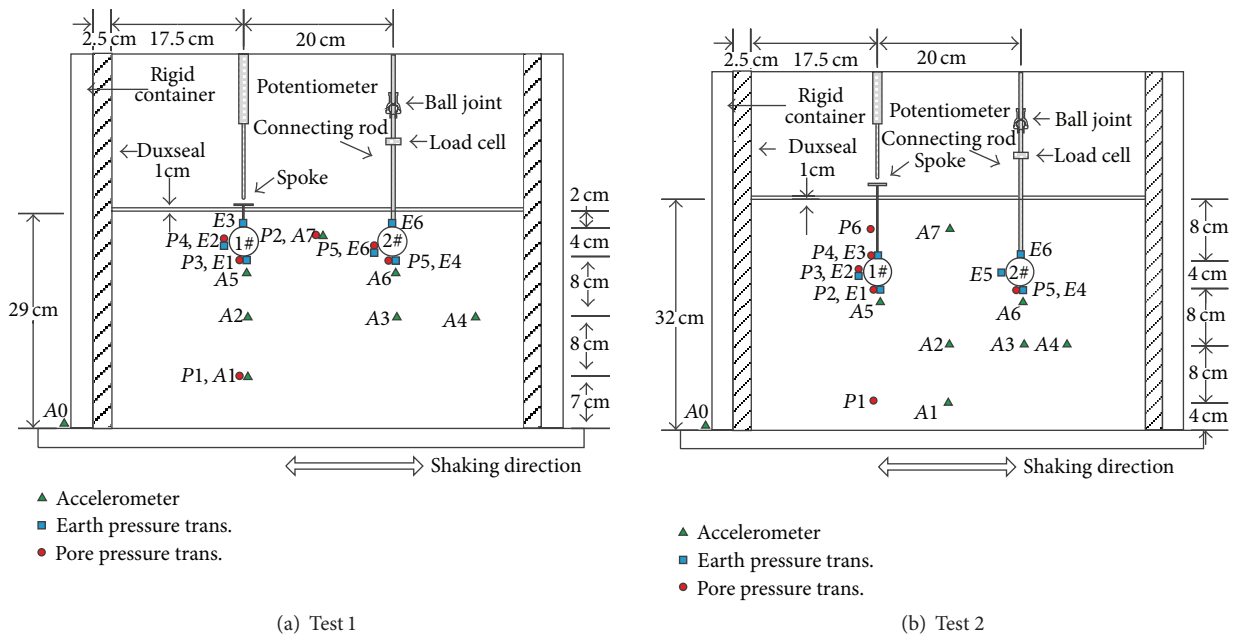 2.5 cm 17.5 cm 20 cm
Rigid
container
Potentiometer
Ball joint
Connecting rod
Load cell
Duxseal
1cm
Spoke
2 cm
E3
E6
P4, E2
1#
P2, A7
P5, E6
2#
4 cm
P3, E1
P5, E4
A5
A6
8 cm
29 cm
A2
A3
A4
8 cm
P1, A1
7 cm
A0
Shaking direction
Accelerometer
Earth pressure trans.
Pore pressure trans.
(a) Test 1
2.5 cm 17.5 cm 20 cm
Rigid
container
Potentiometer
Ball joint
Connecting rod
Load cell
Duxseal
1cm
Spoke
P6
A7
8 cm
P4, E3
E6
P3, E2
1#
E5
2#
4 cm
P2, E1
P5, E4
A5
A6
8 cm
32 cm
A2
A3
A4
8 cm
P1
A1
4 cm
A0
Shaking direction
Accelerometer
Earth pressure trans.
Pore pressure trans.
(b) Test 2